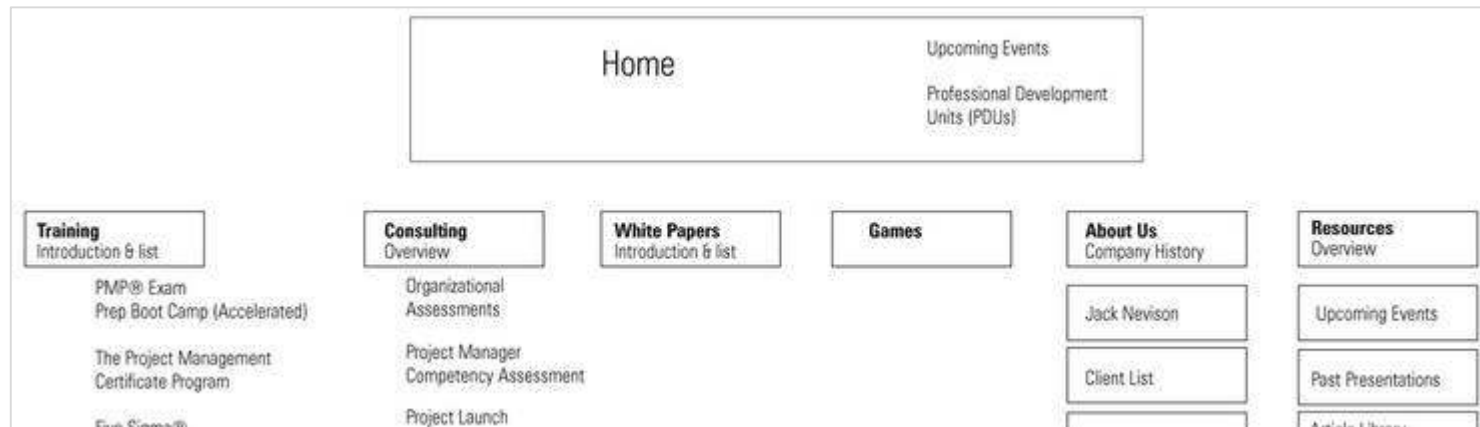 Home
Upcoming Events
Professional Development
Units (PDUs)
Training
Introduction & list
PMP® Exam
Prep Boot Camp (Accelerated)
The Project Management
Certificate Program
Consulting
Overview
Organizational
Assessments
Project Manager
Competency Assessment
Project Launch
White Papers
Introduction & list
Games
About Us
Company History
Jack Nevison
Client List
Resources
Overview
Upcoming Events
Past Presentations
Article Library